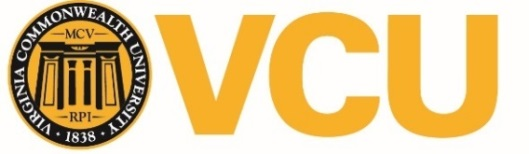 VIRGINIA COMMONWEALTH UNIVERSITY
MCV
RPI
1838
VCU